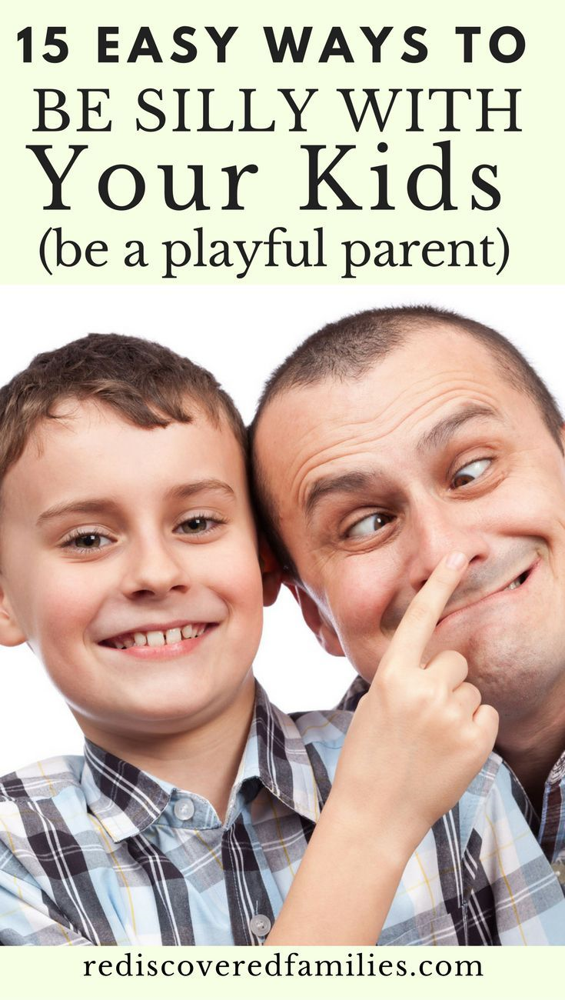 15 EASY WAYS TO
BE SILLY WITH
Your Kids
(be a playful parent)
rediscoveredfamilies.com